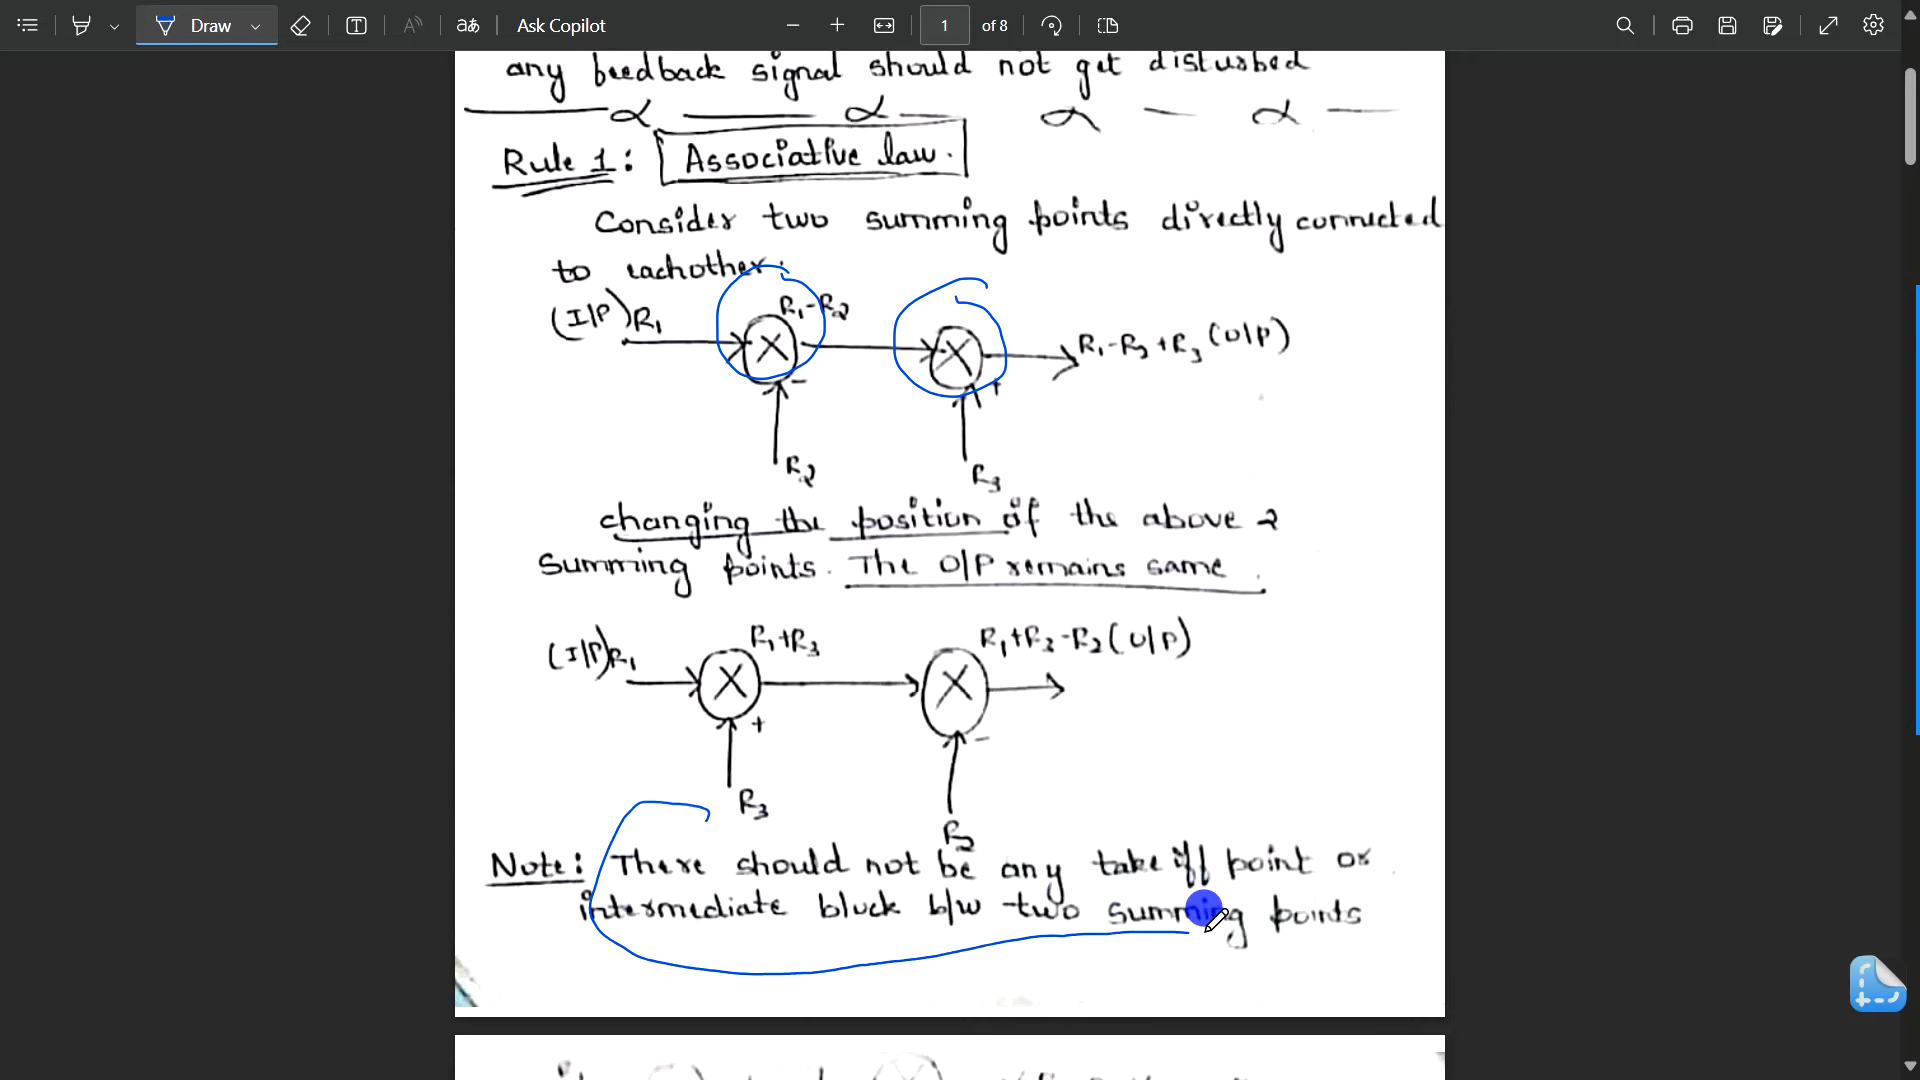 Draw
Ask Copilot
1 of 8
any feedback signal should not get distusbed
Rule 1: Associative law.
Consider two summing points directly connected
to eachother.
(I/P) R1
R1-R2
R1-R2+R3 (O/P)
-
+
R2
R3
changing the position of the above 2
Summing points. The O/P remains same.
(I/P) R1
R1+R3
R1+R3-R2 (O/P)
+
-
R3
R2
Note: There should not be any take off point or
intermediate block b/w two summing points